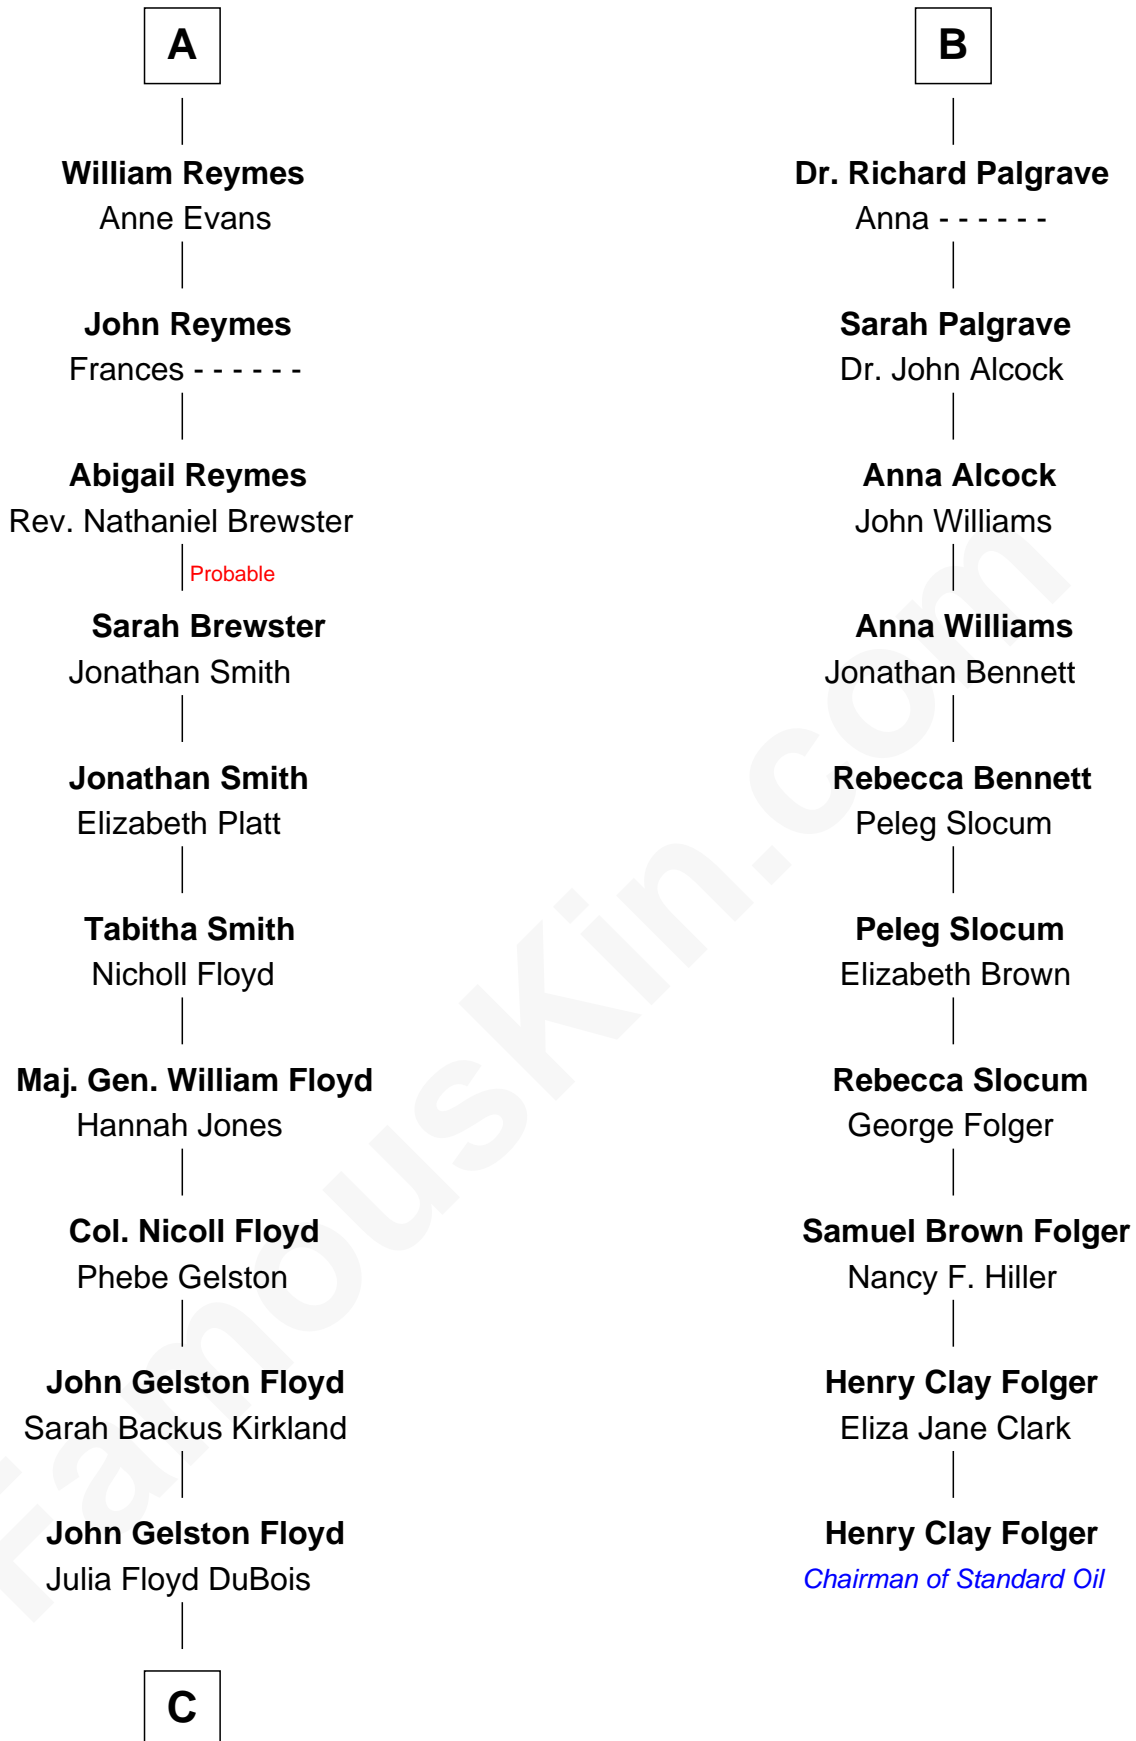 A
William Reymes
Anne Evans
John Reymes
Frances - - - - - -
Abigail Reymes
Rev. Nathaniel Brewster
Probable
Sarah Brewster
Jonathan Smith
Jonathan Smith
Elizabeth Platt
Tabitha Smith
Nicholl Floyd
Maj. Gen. William Floyd
Hannah Jones
Col. Nicoll Floyd
Phebe Gelston
John Gelston Floyd
Sarah Backus Kirkland
John Gelston Floyd
Julia Floyd DuBois
C
B
Dr. Richard Palgrave
Anna - - - - - -
Sarah Palgrave
Dr. John Alcock
Anna Alcock
John Williams
Anna Williams
Jonathan Bennett
Rebecca Bennett
Peleg Slocum
Peleg Slocum
Elizabeth Brown
Rebecca Slocum
George Folger
Samuel Brown Folger
Nancy F. Hiller
Henry Clay Folger
Eliza Jane Clark
Henry Clay Folger
Chairman of Standard Oil
FamousKin.com